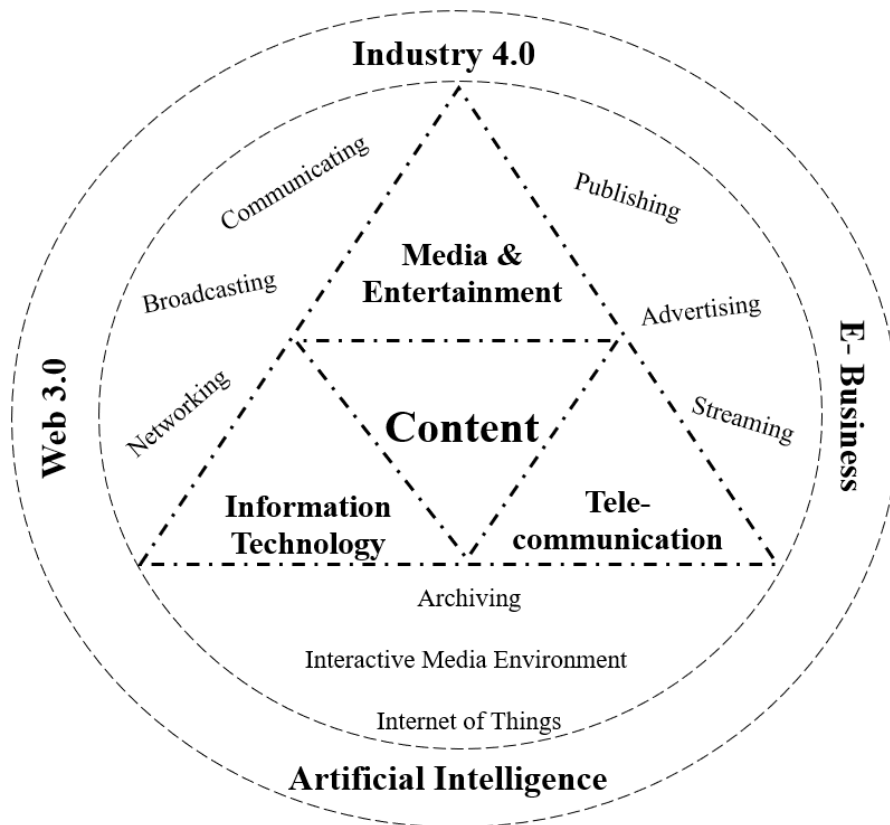 Industry 4.0
Communicating
Publishing
Media &
Entertainment
Broadcasting
Advertising
Web 3.0
E- Business
Networking
Content
Streaming
Information
Technology
Tele-
communication
Archiving
Interactive Media Environment
Internet of Things
Artificial Intelligence